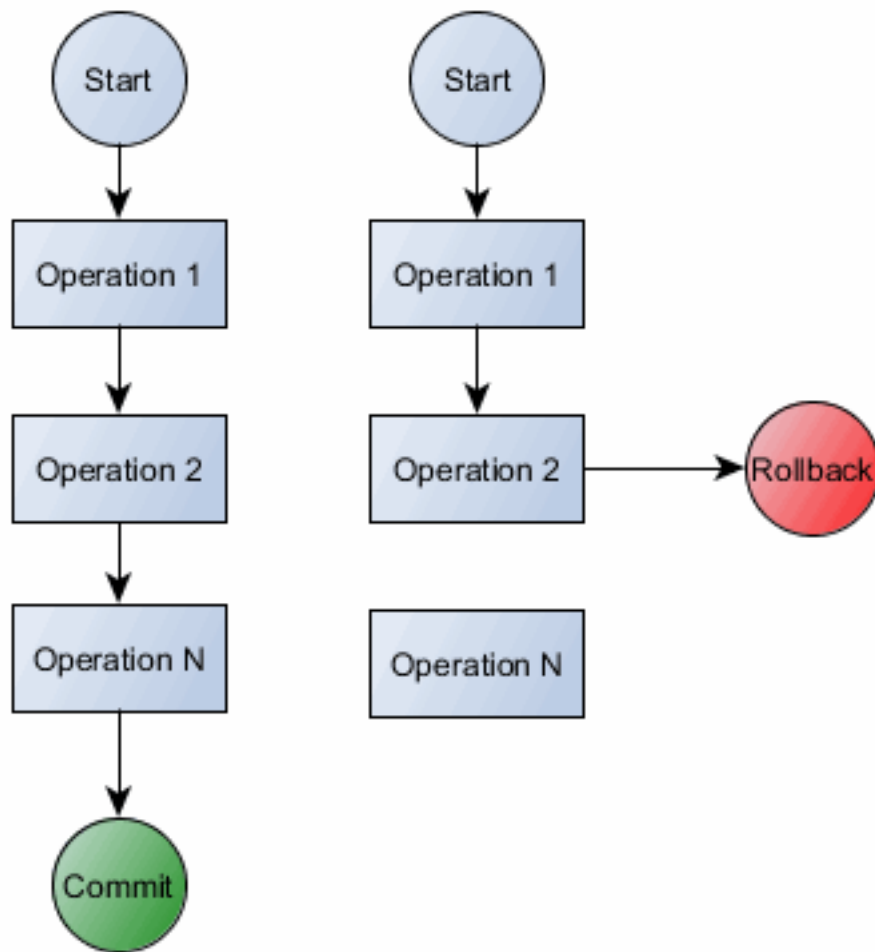 Start
Operation 1
Operation 2
Operation N
Commit
Start
Operation 1
Operation 2
Rollback
Operation N